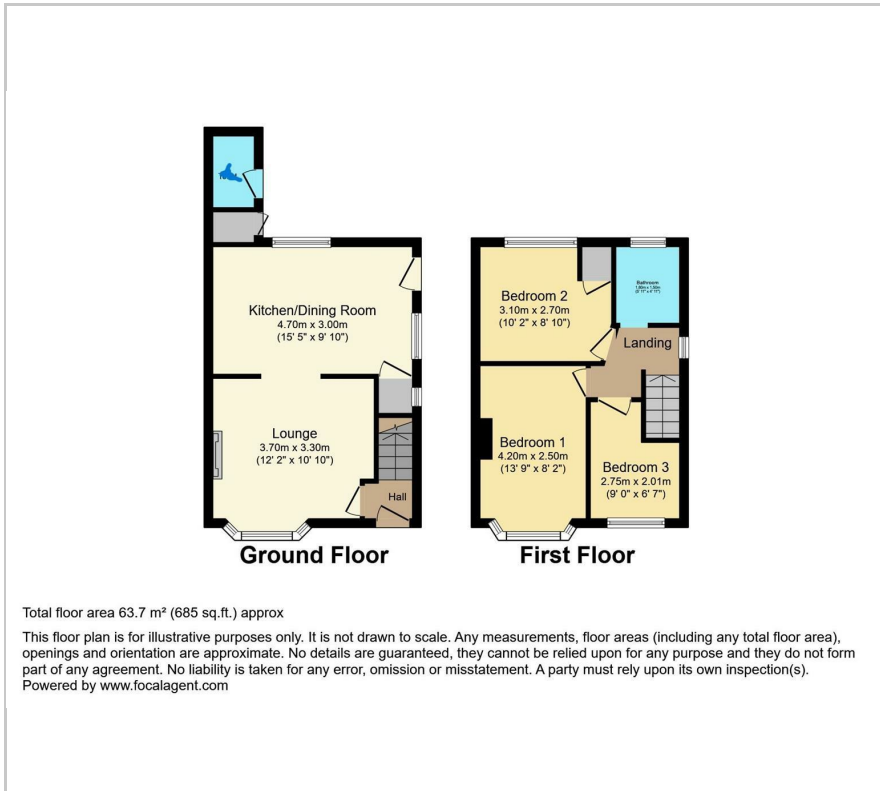 Kitchen/Dining Room
4.70m x 3.00m
(15' 5" x 9' 10")
Lounge
3.70m x 3.30m
(12' 2" x 10' 10")
Hall
Ground Floor
Bedroom 2
3.10m x 2.70m
(10' 2" x 8' 10")
Bathroom
Landing
Bedroom 1
4.20m x 2.50m
(13' 9" x 8' 2")
Bedroom 3
2.75m x 2.01m
(9' 0" x 6' 7")
First Floor
Total floor area 63.7 m² (685 sq.ft.) approx
This floor plan is for illustrative purposes only. It is not drawn to scale. Any measurements, floor areas (including any total floor area),
openings and orientation are approximate. No details are guaranteed, they cannot be relied upon for any purpose and they do not form
part of any agreement. No liability is taken for any error, omission or misstatement. A party must rely upon its own inspection(s).
Powered by www.focalagent.com